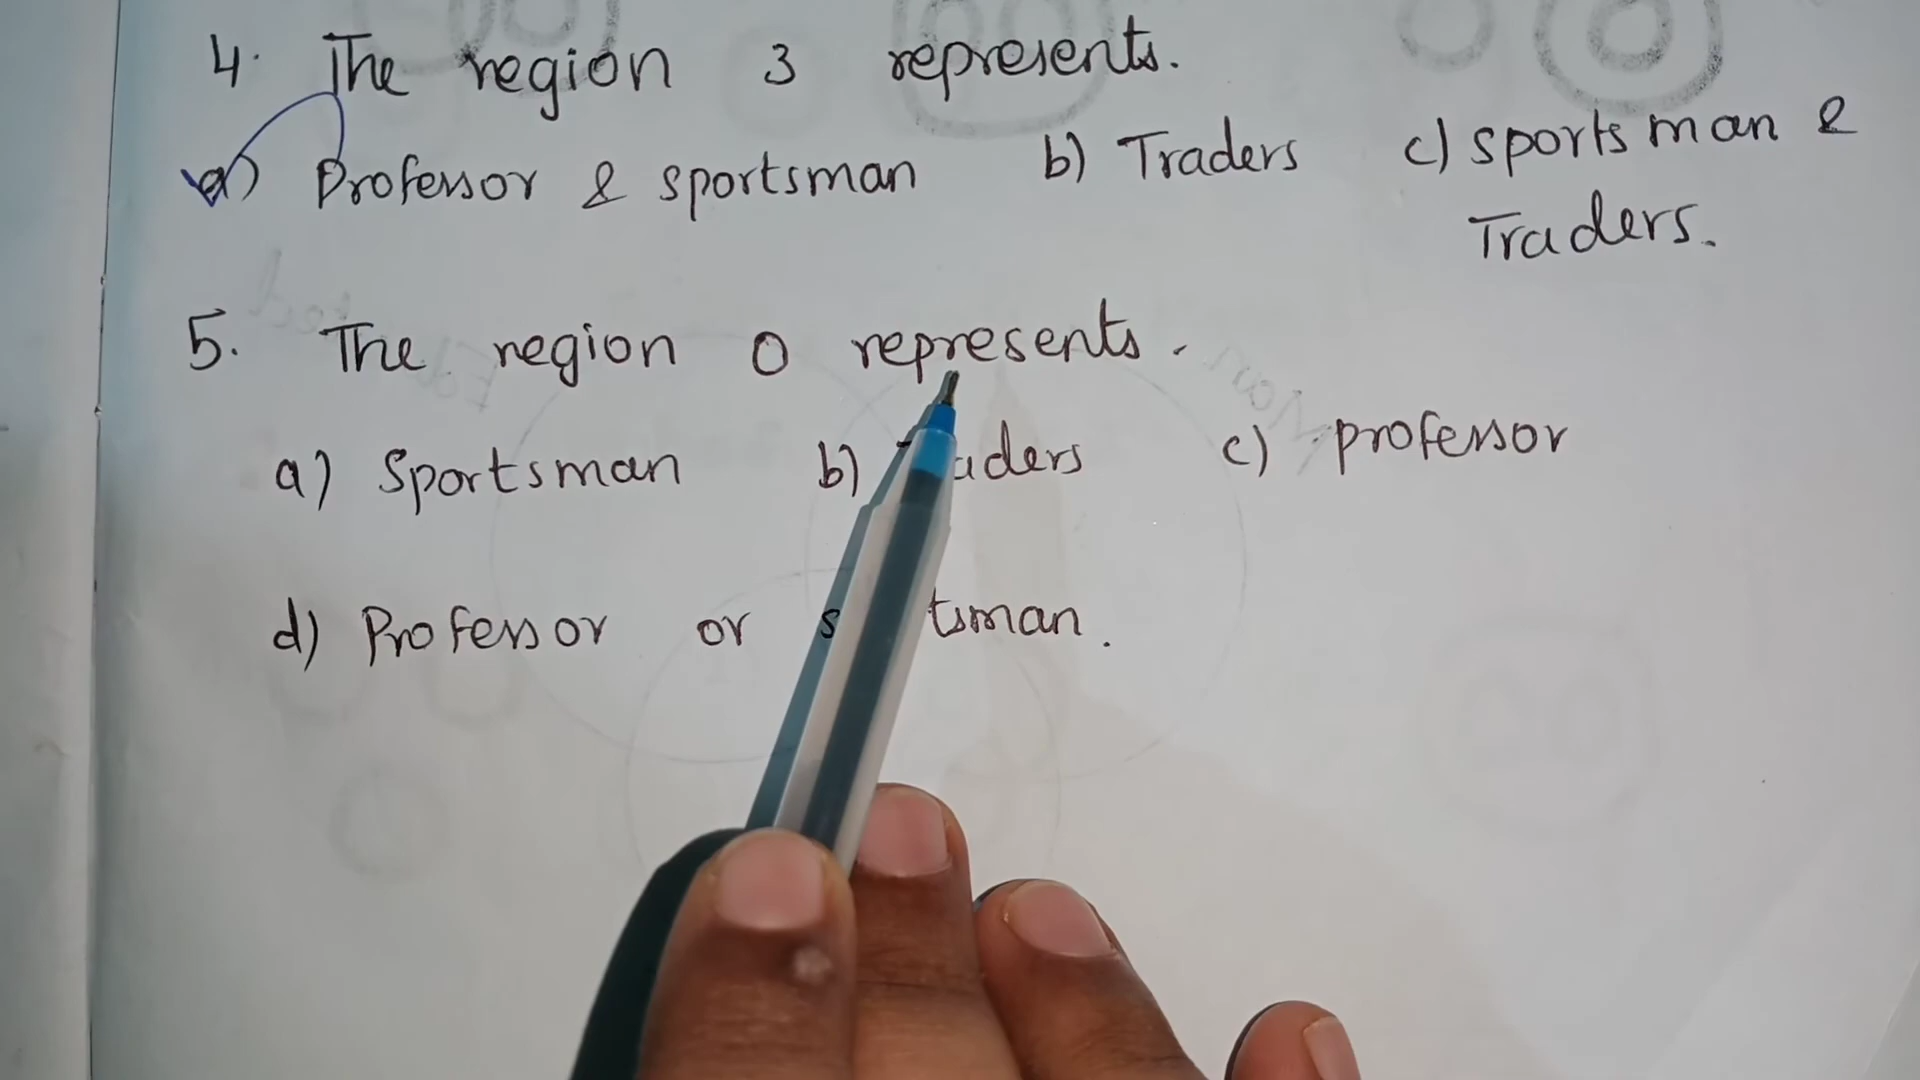 4. The region 3 represents.
a) Professor & sportsman b) Traders c) sportsman &
Traders.
5. The region 0 represents.
a) Sportsman b) c) professor
d) Professor or